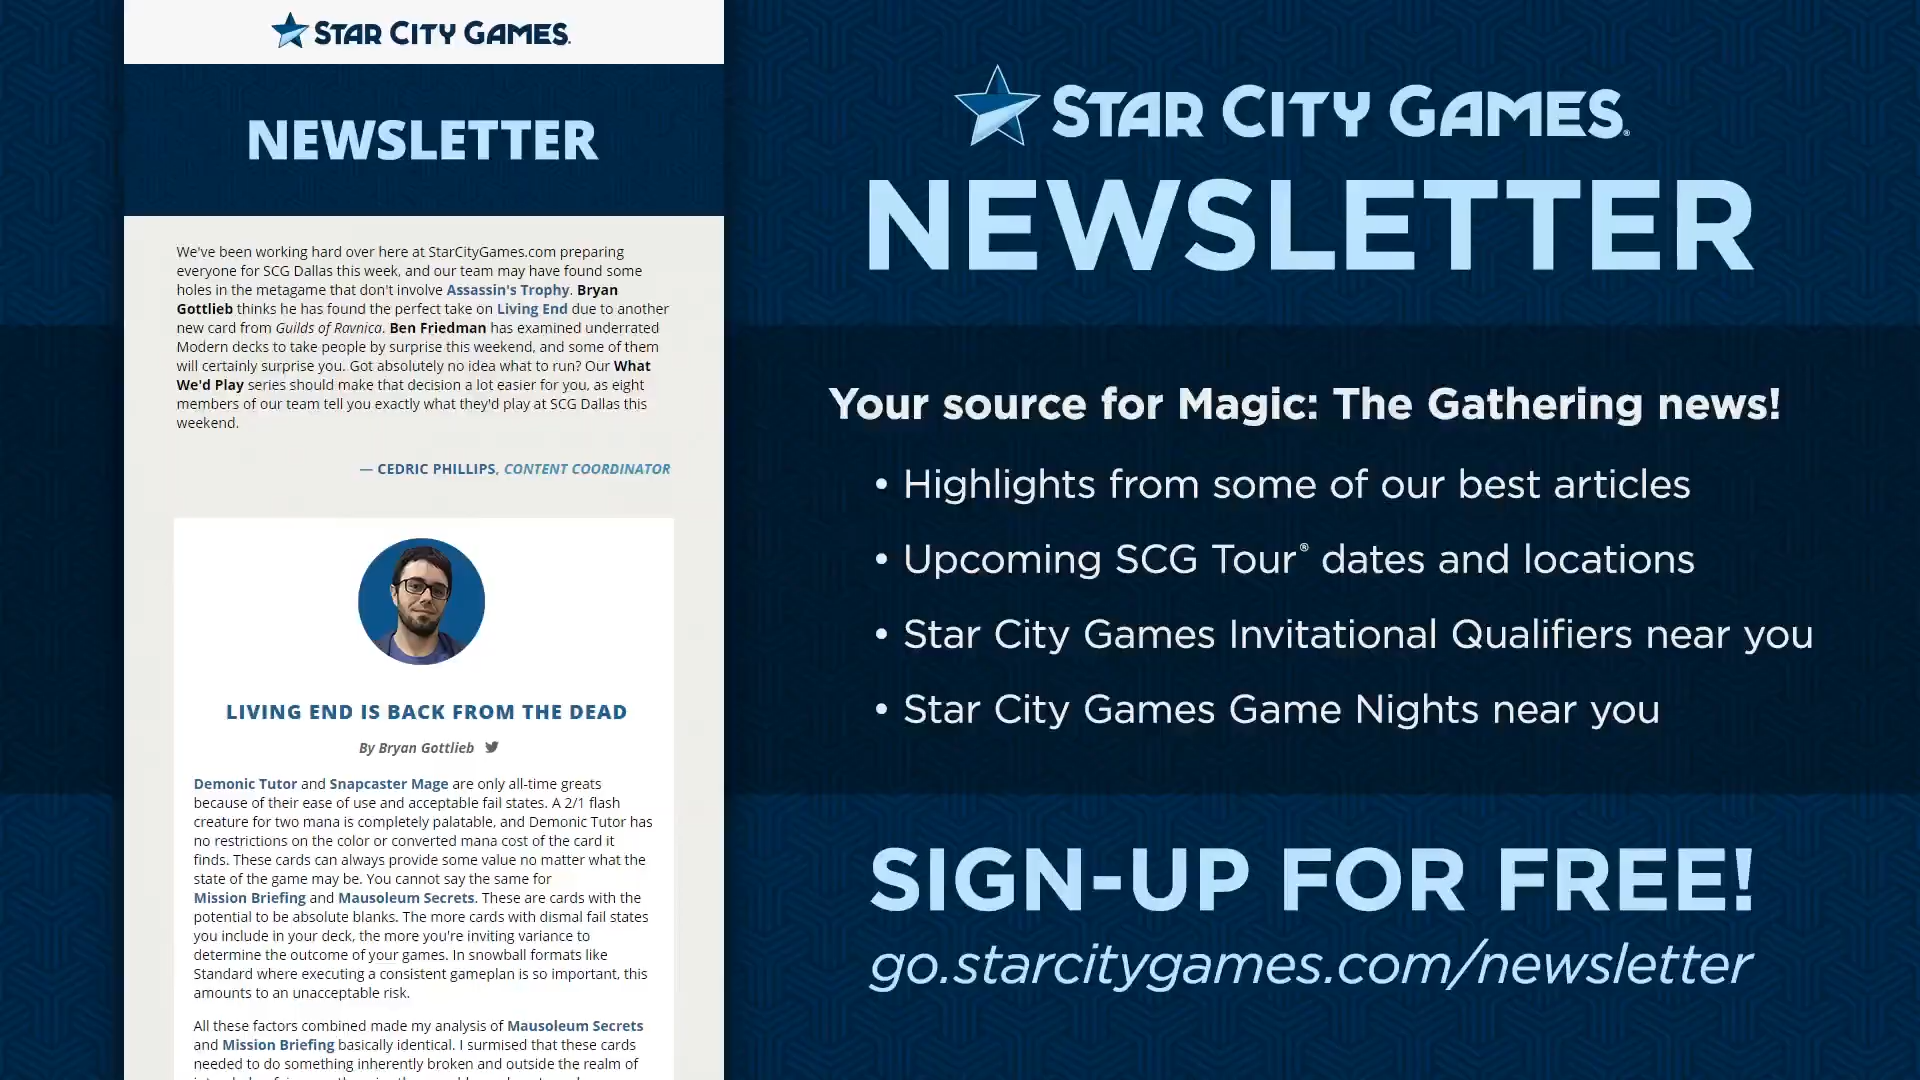 STAR CITY GAMES.
NEWSLETTER
We've been working hard over here at StarCityGames.com preparing
everyone for SCG Dallas this week, and our team may have found some
holes in the metagame that don't involve Assassin's Trophy. Bryan
Gottlieb thinks he has found the perfect take on Living End due to another
new card from Guilds of Ravnica. Ben Friedman has examined underrated
Modern decks to take people by surprise this weekend, and some of them
will certainly surprise you. Got absolutely no idea what to run? Our What
We'd Play series should make that decision a lot easier for you, as eight
members of our team tell you exactly what they'd play at SCG Dallas this
weekend.
— CEDRIC PHILLIPS, CONTENT COORDINATOR
LIVING END IS BACK FROM THE DEAD
By Bryan Gottlieb
Demonic Tutor and Snapcaster Mage are only all-time greats
because of their ease of use and acceptable fail states. A 2/1 flash
creature for two mana is completely palatable, and Demonic Tutor has
no restrictions on the color or converted mana cost of the card it
finds. These cards can always provide some value no matter what the
state of the game may be. You cannot say the same for
Mission Briefing and Mausoleum Secrets. These are cards with the
potential to be absolute blanks. The more cards with dismal fail states
you include in your deck, the more you're inviting variance to
determine the outcome of your games. In snowball formats like
Standard where executing a consistent gameplan is so important, this
amounts to an unacceptable risk.
All these factors combined made my analysis of Mausoleum Secrets
and Mission Briefing basically identical. I surmised that these cards
needed to do something inherently broken and outside the realm of
STAR CITY GAMES®
NEWSLETTER
Your source for Magic: The Gathering news!
• Highlights from some of our best articles
• Upcoming SCG Tour® dates and locations
• Star City Games Invitational Qualifiers near you
• Star City Games Game Nights near you
SIGN-UP FOR FREE!
go.starcitygames.com/newsletter